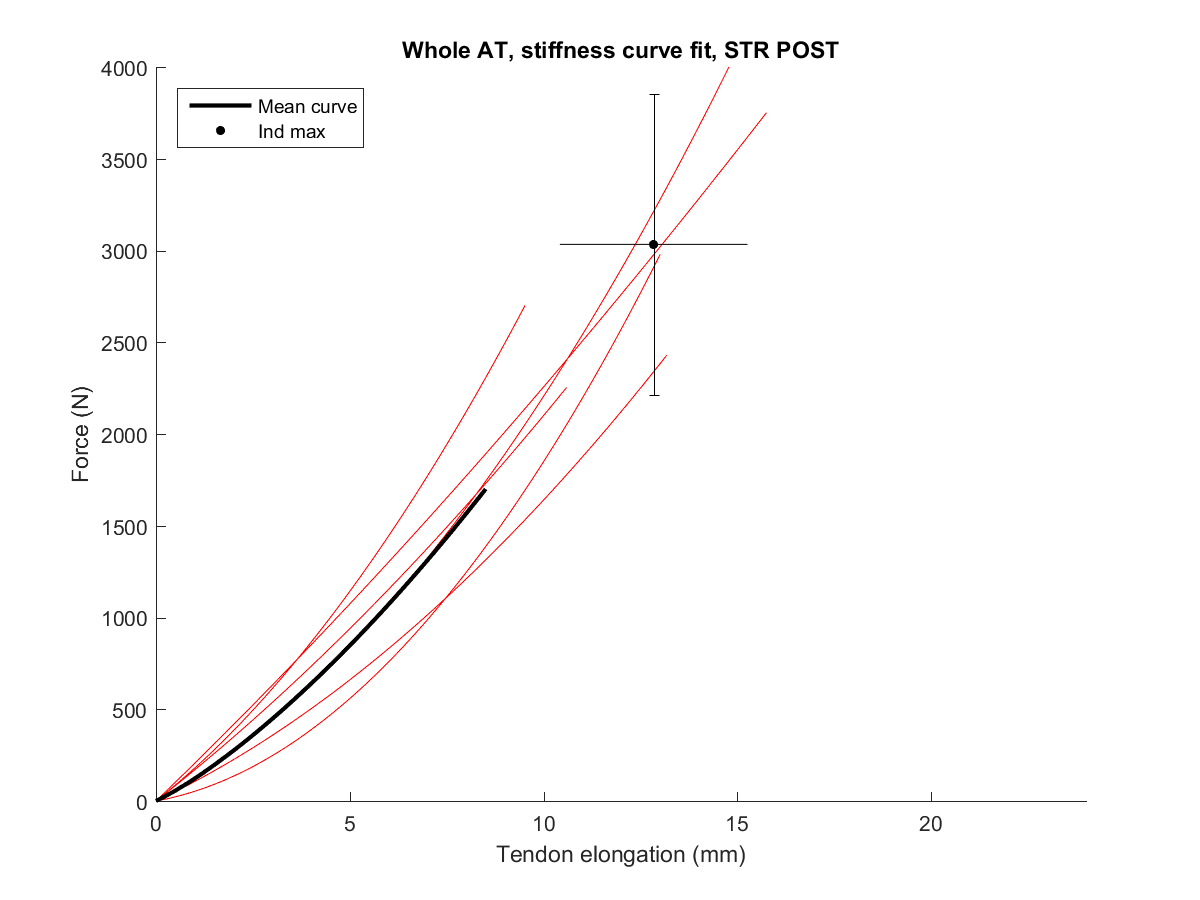 Whole AT, stiffness curve fit, STR POST
4000
3500
3000
2500
2000
1500
1000
500
0
Mean curve
Ind max
Force (N)
0 5 10 15 20
Tendon elongation (mm)